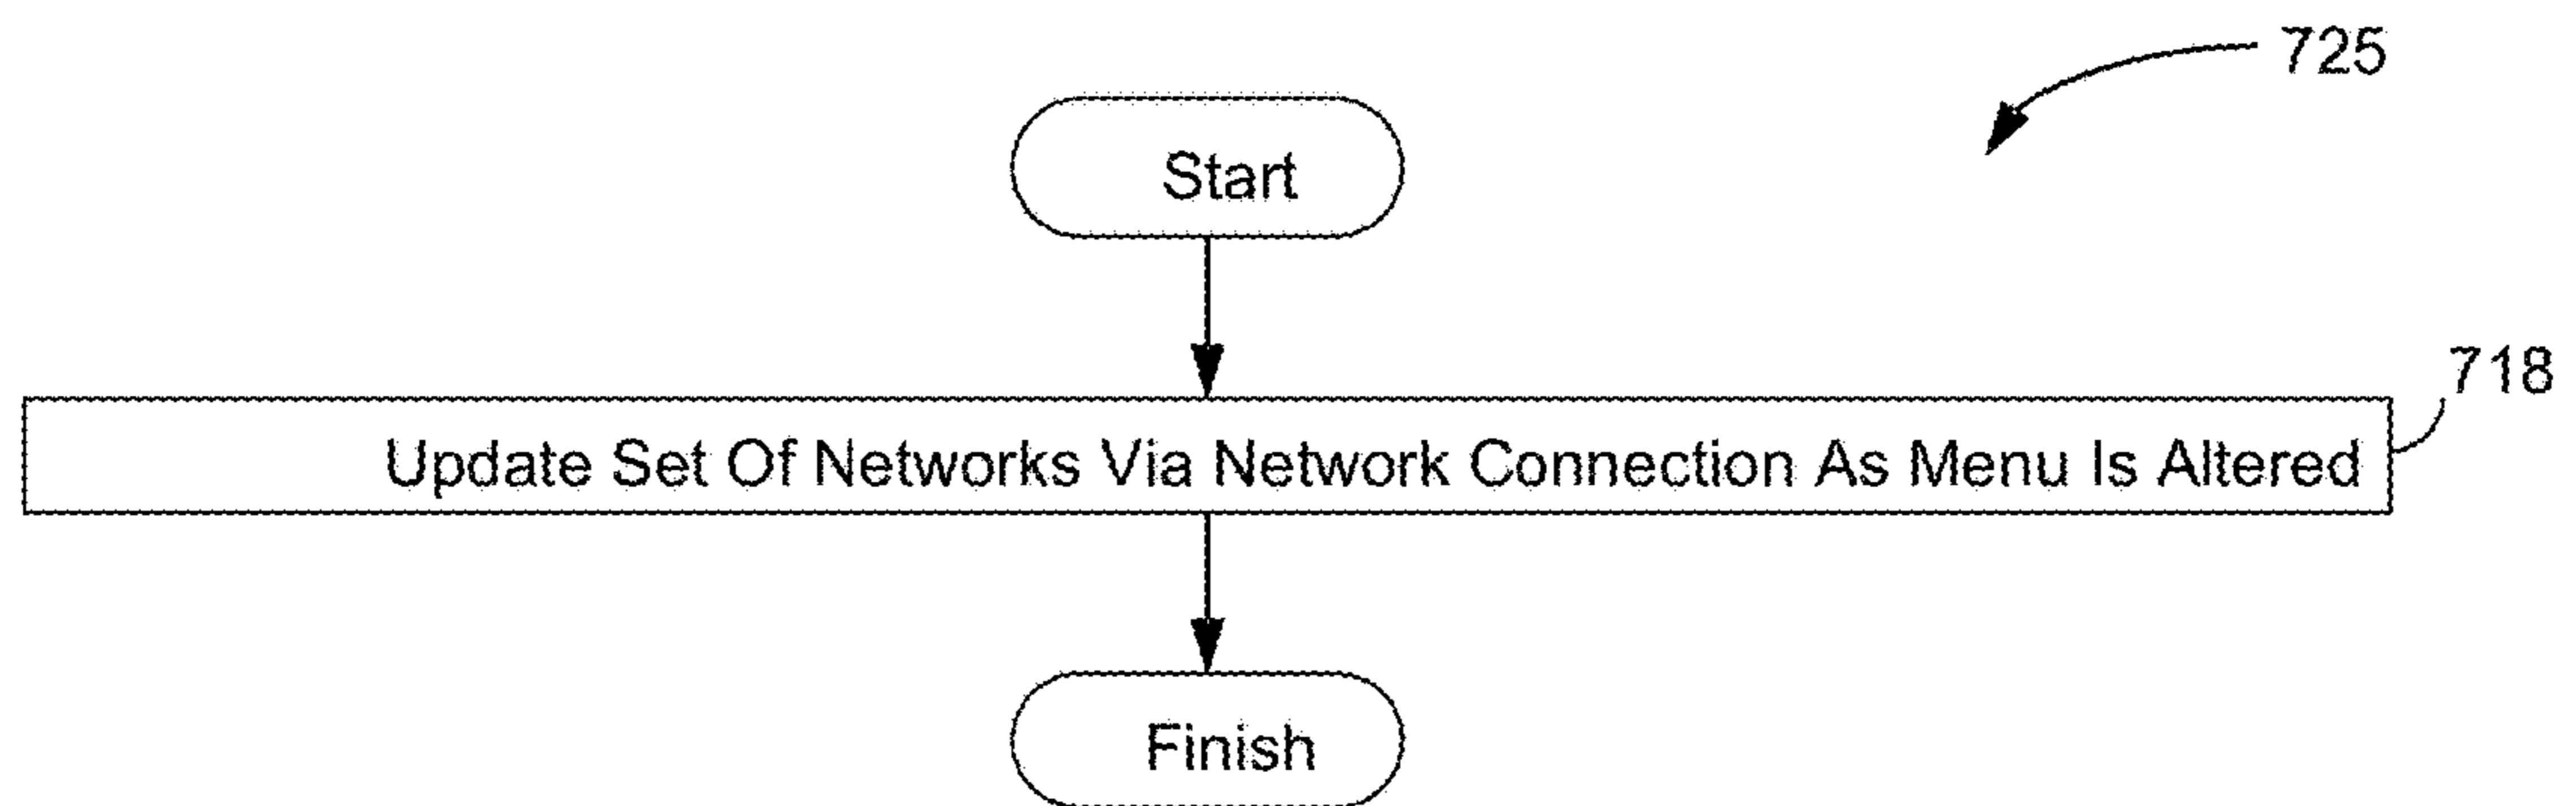 725
Start
718
Update Set Of Networks Via Network Connection As Menu Is Altered
Finish